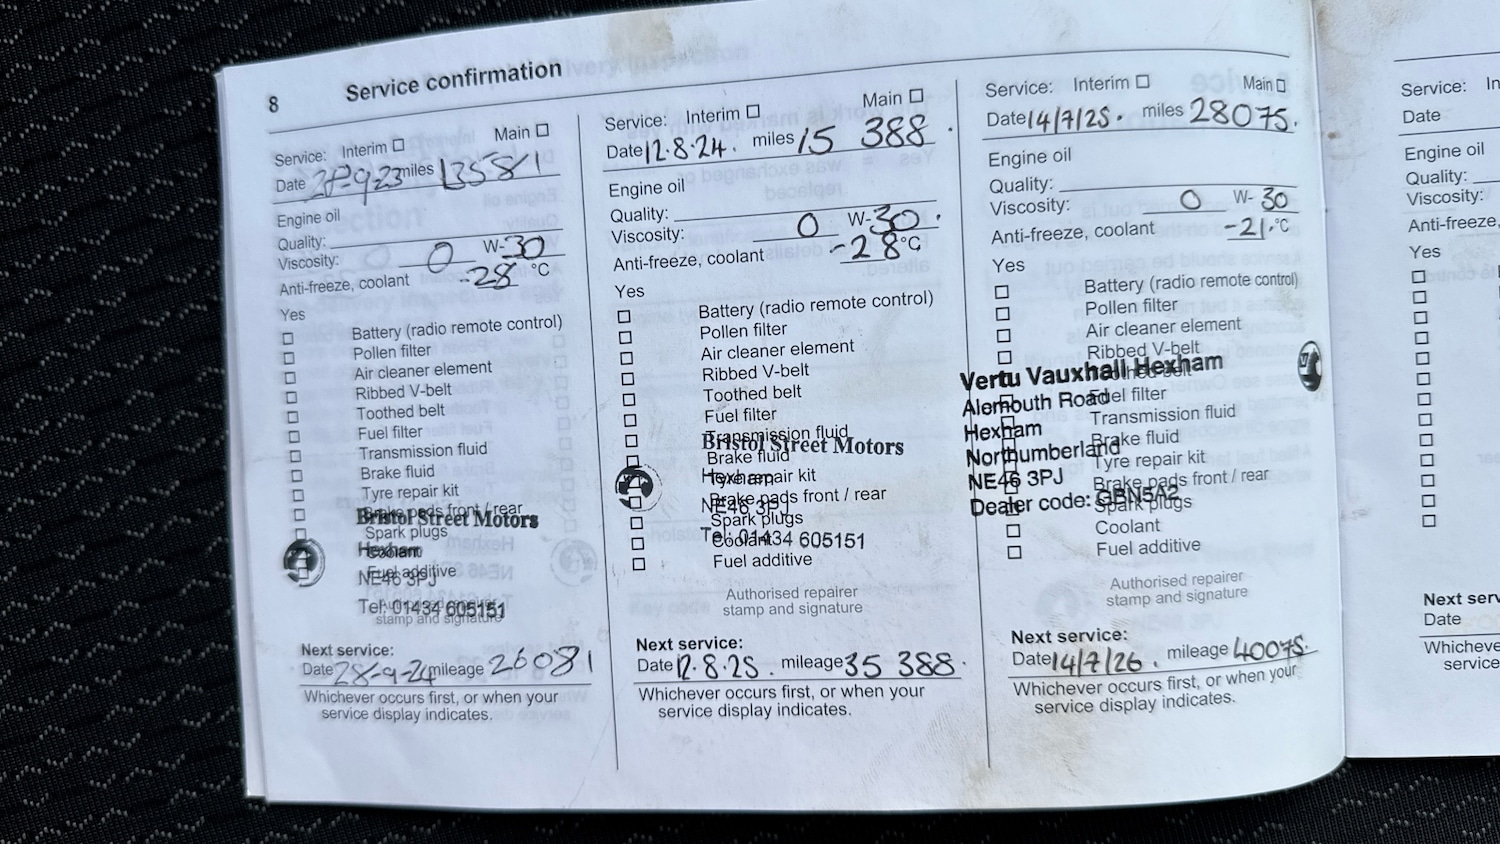 8 Service confirmation
Service: Interim Main
Date 28-9-23 miles 13581
Engine oil
Quality:
Viscosity: 0 W-30
Anti-freeze, coolant -28 °C
Yes
Battery (radio remote control)
Pollen filter
Air cleaner element
Ribbed V-belt
Toothed belt
Fuel filter
Transmission fluid
Brake fluid
Tyre repair kit
Brake pads front / rear
Bristol Street Motors
Spark plugs
Hexham
Coolant
Fuel additive
NE46 3PJ
Tel: 01434 605151
stamp and signature
Next service:
Date 28-9-24 mileage 26081
Whichever occurs first, or when your
service display indicates.
Service: Interim Main
Date 12.8.24. miles 15 388.
Engine oil
Quality:
Viscosity: 0 W-30.
Anti-freeze, coolant -28 °C
Yes
Battery (radio remote control)
Pollen filter
Air cleaner element
Ribbed V-belt
Toothed belt
Fuel filter
Transmission fluid
Bristol Street Motors
Brake fluid
Hexham
Tyre repair kit
Brake pads front / rear
NE46 3PJ
Spark plugs
Tel: 01434 605151
Coolant
Fuel additive
Authorised repairer
stamp and signature
Next service:
Date 12.8.25. mileage 35 388.
Whichever occurs first, or when your
service display indicates.
Service: Interim Main
Date 14/7/25. miles 28075.
Engine oil
Quality:
Viscosity: 0 W-30
Anti-freeze, coolant -21.°C
Yes
Battery (radio remote control)
Pollen filter
Air cleaner element
Ribbed V-belt
Vertu Vauxhall Hexham
Toothed belt
Alemouth Road
Fuel filter
Transmission fluid
Hexham
Brake fluid
Northumberland
Tyre repair kit
NE46 3PJ
Brake pads front / rear
Dealer code: GBN5A2
Spark plugs
Coolant
Fuel additive
Authorised repairer
stamp and signature
Next service:
Date 14/7/26. mileage 40075.
Whichever occurs first, or when your
service display indicates.
Service: In
Date
Engine oil
Quality:
Viscosity:
Anti-freeze,
Yes
Next serv
Date
Whicheve
service